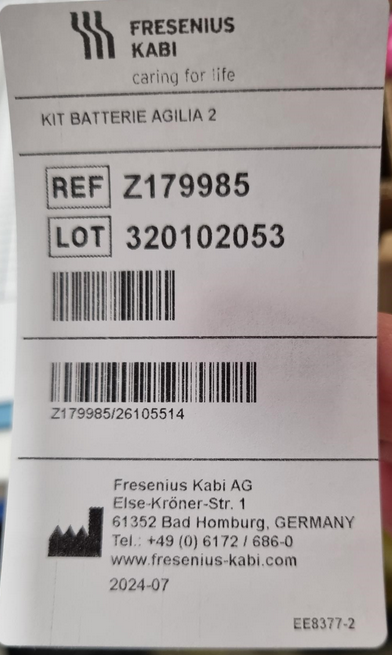 FRESENIUS
KABI
caring for life
KIT BATTERIE AGILIA 2
REF Z179985
LOT 320102053
Z179985/26105514
Fresenius Kabi AG
Else-Kröner-Str. 1
61352 Bad Homburg, GERMANY
Tel.: +49 (0) 6172 / 686-0
www.fresenius-kabi.com
2024-07
EE8377-2